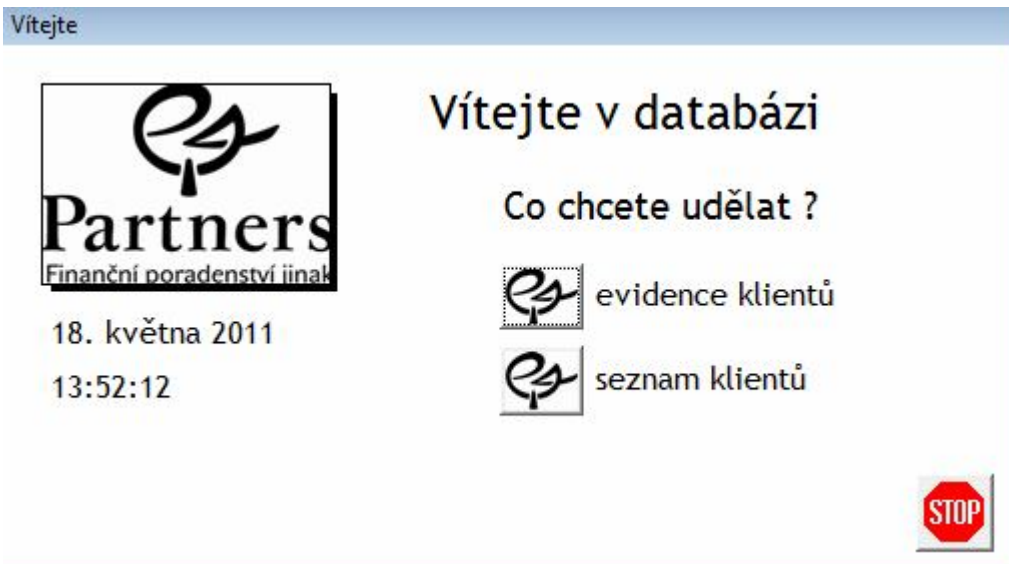 Vítejte
Partners
Finanční poradenství jinak
18. května 2011
13:52:12
Vítejte v databázi
Co chcete udělat ?
evidence klientů
seznam klientů
STOP